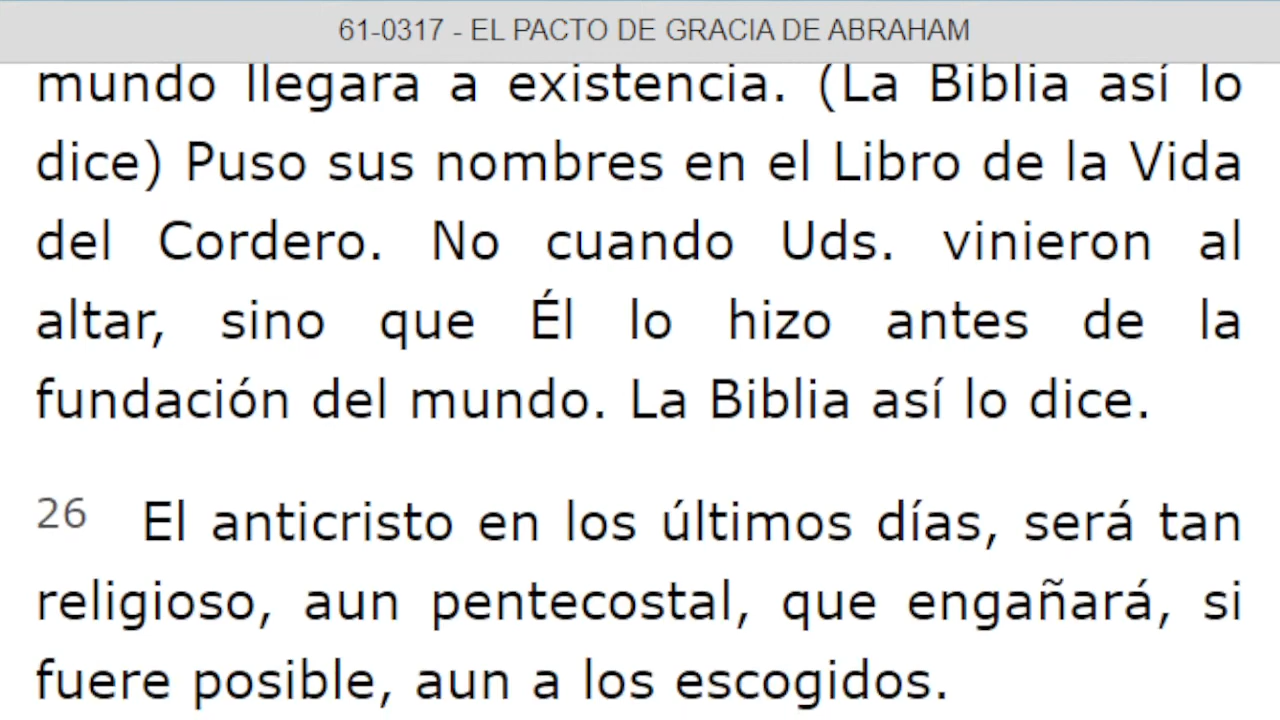 61-0317 - EL PACTO DE GRACIA DE ABRAHAM
mundo llegara a existencia. (La Biblia así lo
dice) Puso sus nombres en el Libro de la Vida
del Cordero. No cuando Uds. vinieron al
altar, sino que Él lo hizo antes de la
fundación del mundo. La Biblia así lo dice.
26 El anticristo en los últimos días, será tan
religioso, aun pentecostal, que engañará, si
fuere posible, aun a los escogidos.